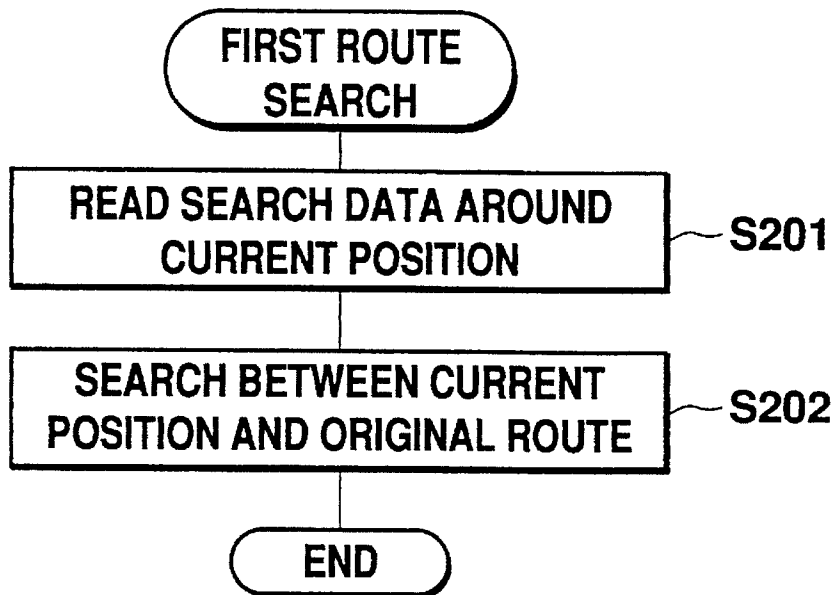 FIRST ROUTE
SEARCH
READ SEARCH DATA AROUND
CURRENT POSITION
S201
SEARCH BETWEEN CURRENT
POSITION AND ORIGINAL ROUTE
S202
END